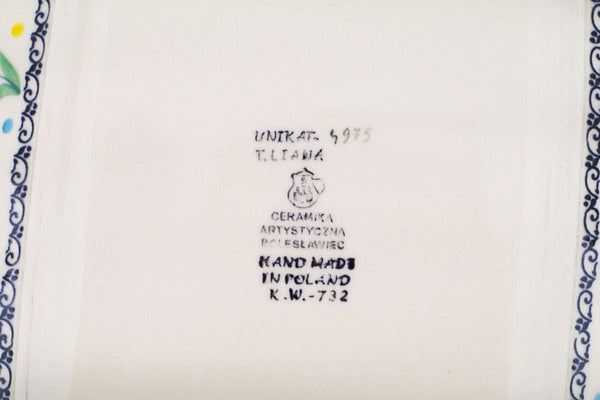 UNIKAT. 4975
T. LIANA
CERAMIKA
ARTYSTYCZNA
BOLESŁAWIEC
HAND MADE
IN POLAND
K.W.-732